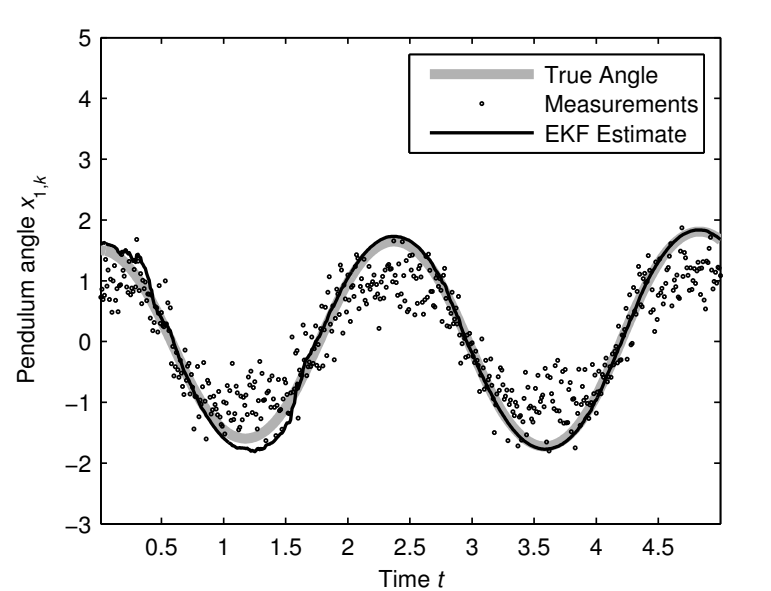 5
4
3
2
1
0
−1
−2
−3
Pendulum angle x1,k
True Angle
Measurements
EKF Estimate
0.5 1 1.5 2 2.5 3 3.5 4 4.5
Time t